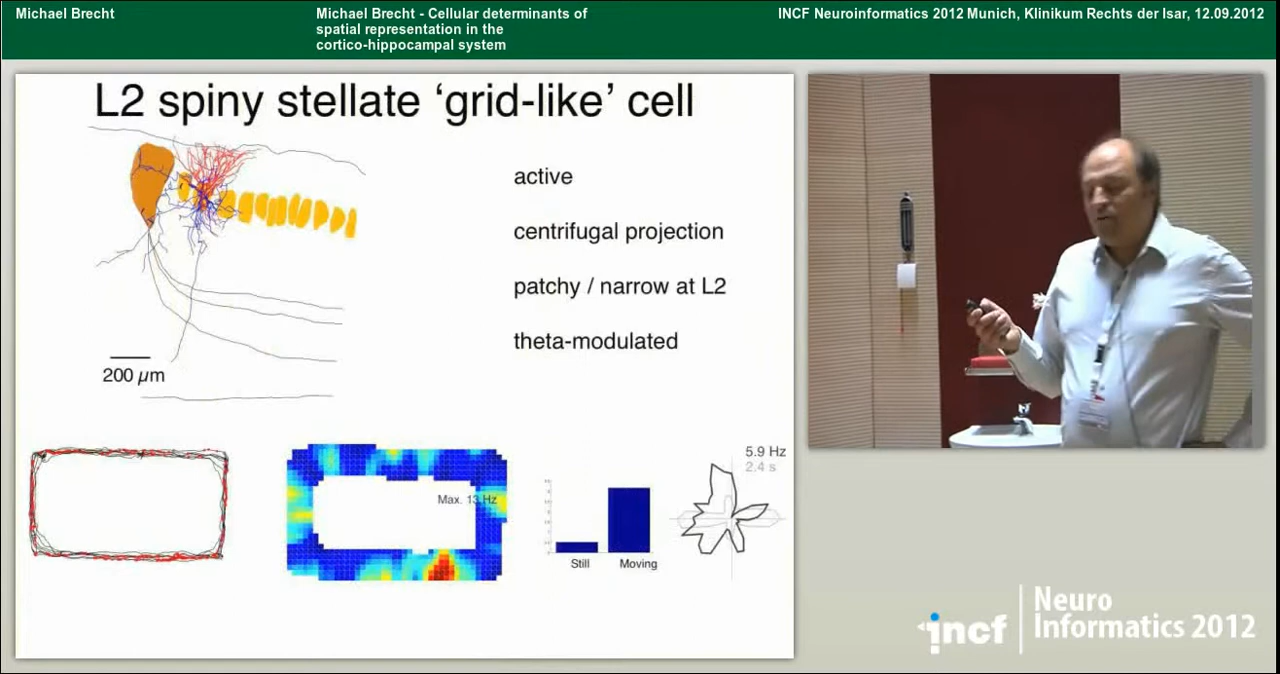 Michael Brecht
Michael Brecht - Cellular determinants of
spatial representation in the
cortico-hippocampal system
INCF Neuroinformatics 2012 Munich, Klinikum Rechts der Isar, 12.09.2012
L2 spiny stellate ‘grid-like’ cell
active
centrifugal projection
patchy / narrow at L2
theta-modulated
200 µm
Max. 13 Hz
Still
Moving
5.9 Hz
2.4 s
incf
Neuro
Informatics 2012